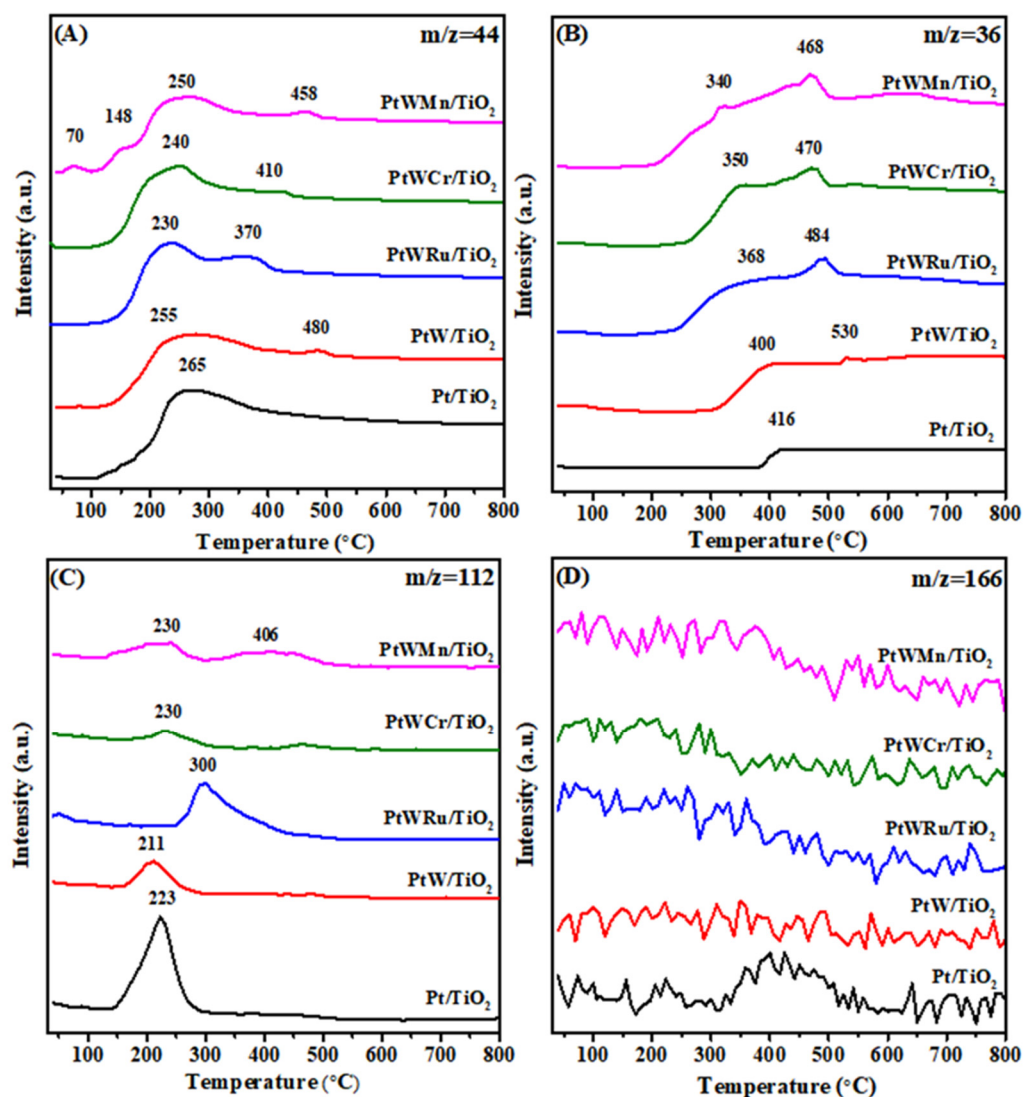 (A)
m/z=44
250
458
PtWMn/TiO2
70
148
240
410
PtWCr/TiO2
230
370
PtWRu/TiO2
255
480
PtW/TiO2
265
Pt/TiO2
Intensity (a.u.)
100 200 300 400 500 600 700 800
Temperature (°C)
(B)
m/z=36
468
340
PtWMn/TiO2
350
470
PtWCr/TiO2
368
484
PtWRu/TiO2
400
530
PtW/TiO2
416
Pt/TiO2
Intensity (a.u.)
100 200 300 400 500 600 700 800
Temperature (°C)
(C)
m/z=112
230
406
PtWMn/TiO2
230
PtWCr/TiO2
300
PtWRu/TiO2
211
PtW/TiO2
223
Pt/TiO2
Intensity (a.u.)
100 200 300 400 500 600 700 800
Temperature (°C)
(D)
m/z=166
PtWMn/TiO2
PtWCr/TiO2
PtWRu/TiO2
PtW/TiO2
Pt/TiO2
Intensity (a.u.)
100 200 300 400 500 600 700 800
Temperature (°C)